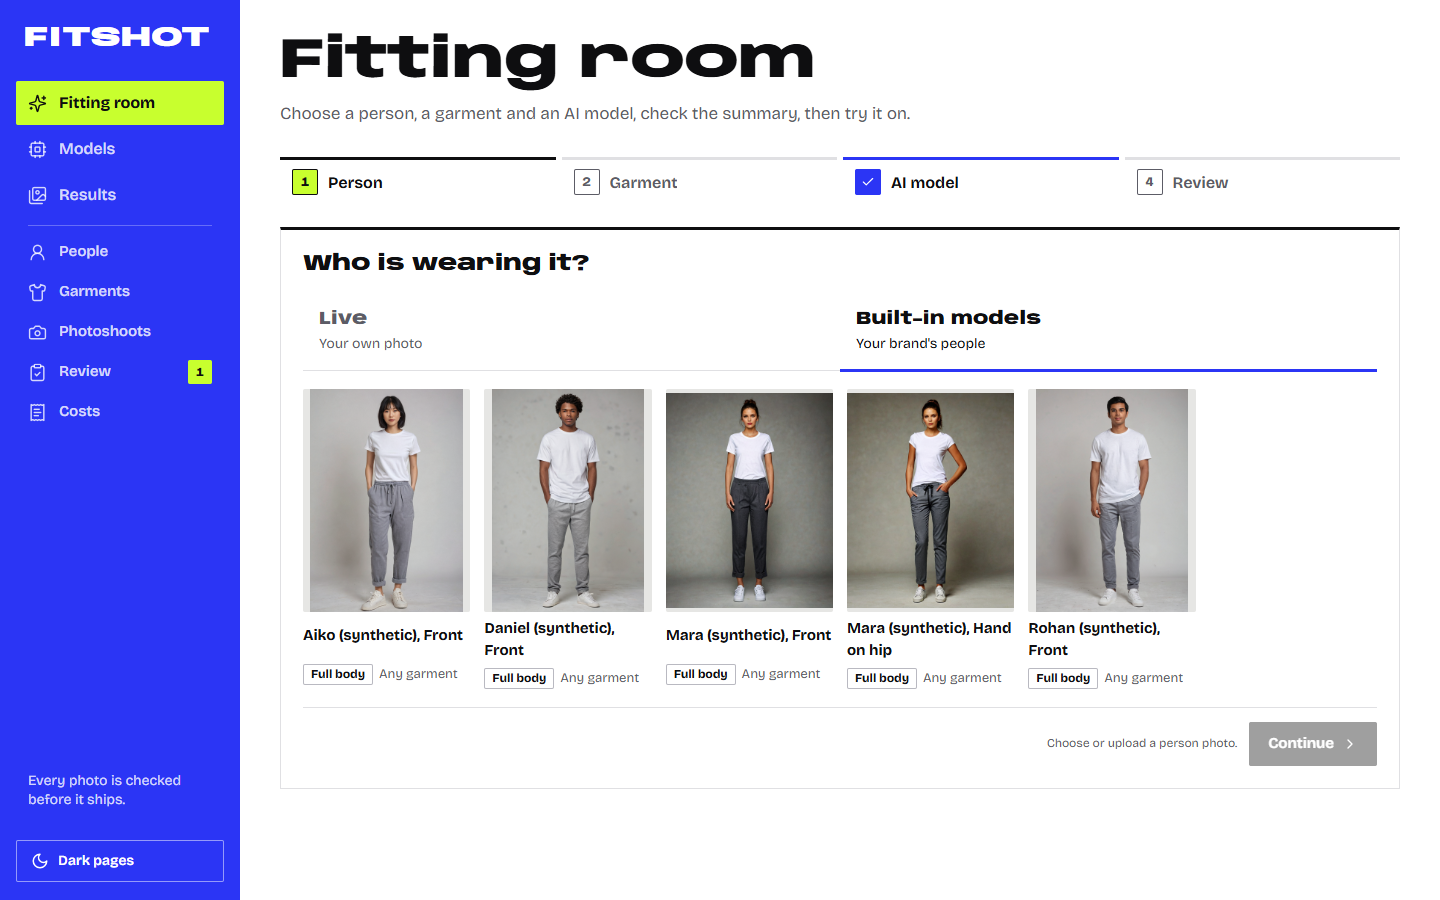 FITSHOT
Fitting room
Models
Results
People
Garments
Photoshoots
Review 1
Costs
Every photo is checked
before it ships.
Dark pages
Fitting room
Choose a person, a garment and an AI model, check the summary, then try it on.
1 Person
2 Garment
AI model
4 Review
Who is wearing it?
Live
Your own photo
Built-in models
Your brand's people
Aiko (synthetic), Front
Full body Any garment
Daniel (synthetic),
Front
Full body Any garment
Mara (synthetic), Front
Full body Any garment
Mara (synthetic), Hand
on hip
Full body Any garment
Rohan (synthetic),
Front
Full body Any garment
Choose or upload a person photo.
Continue